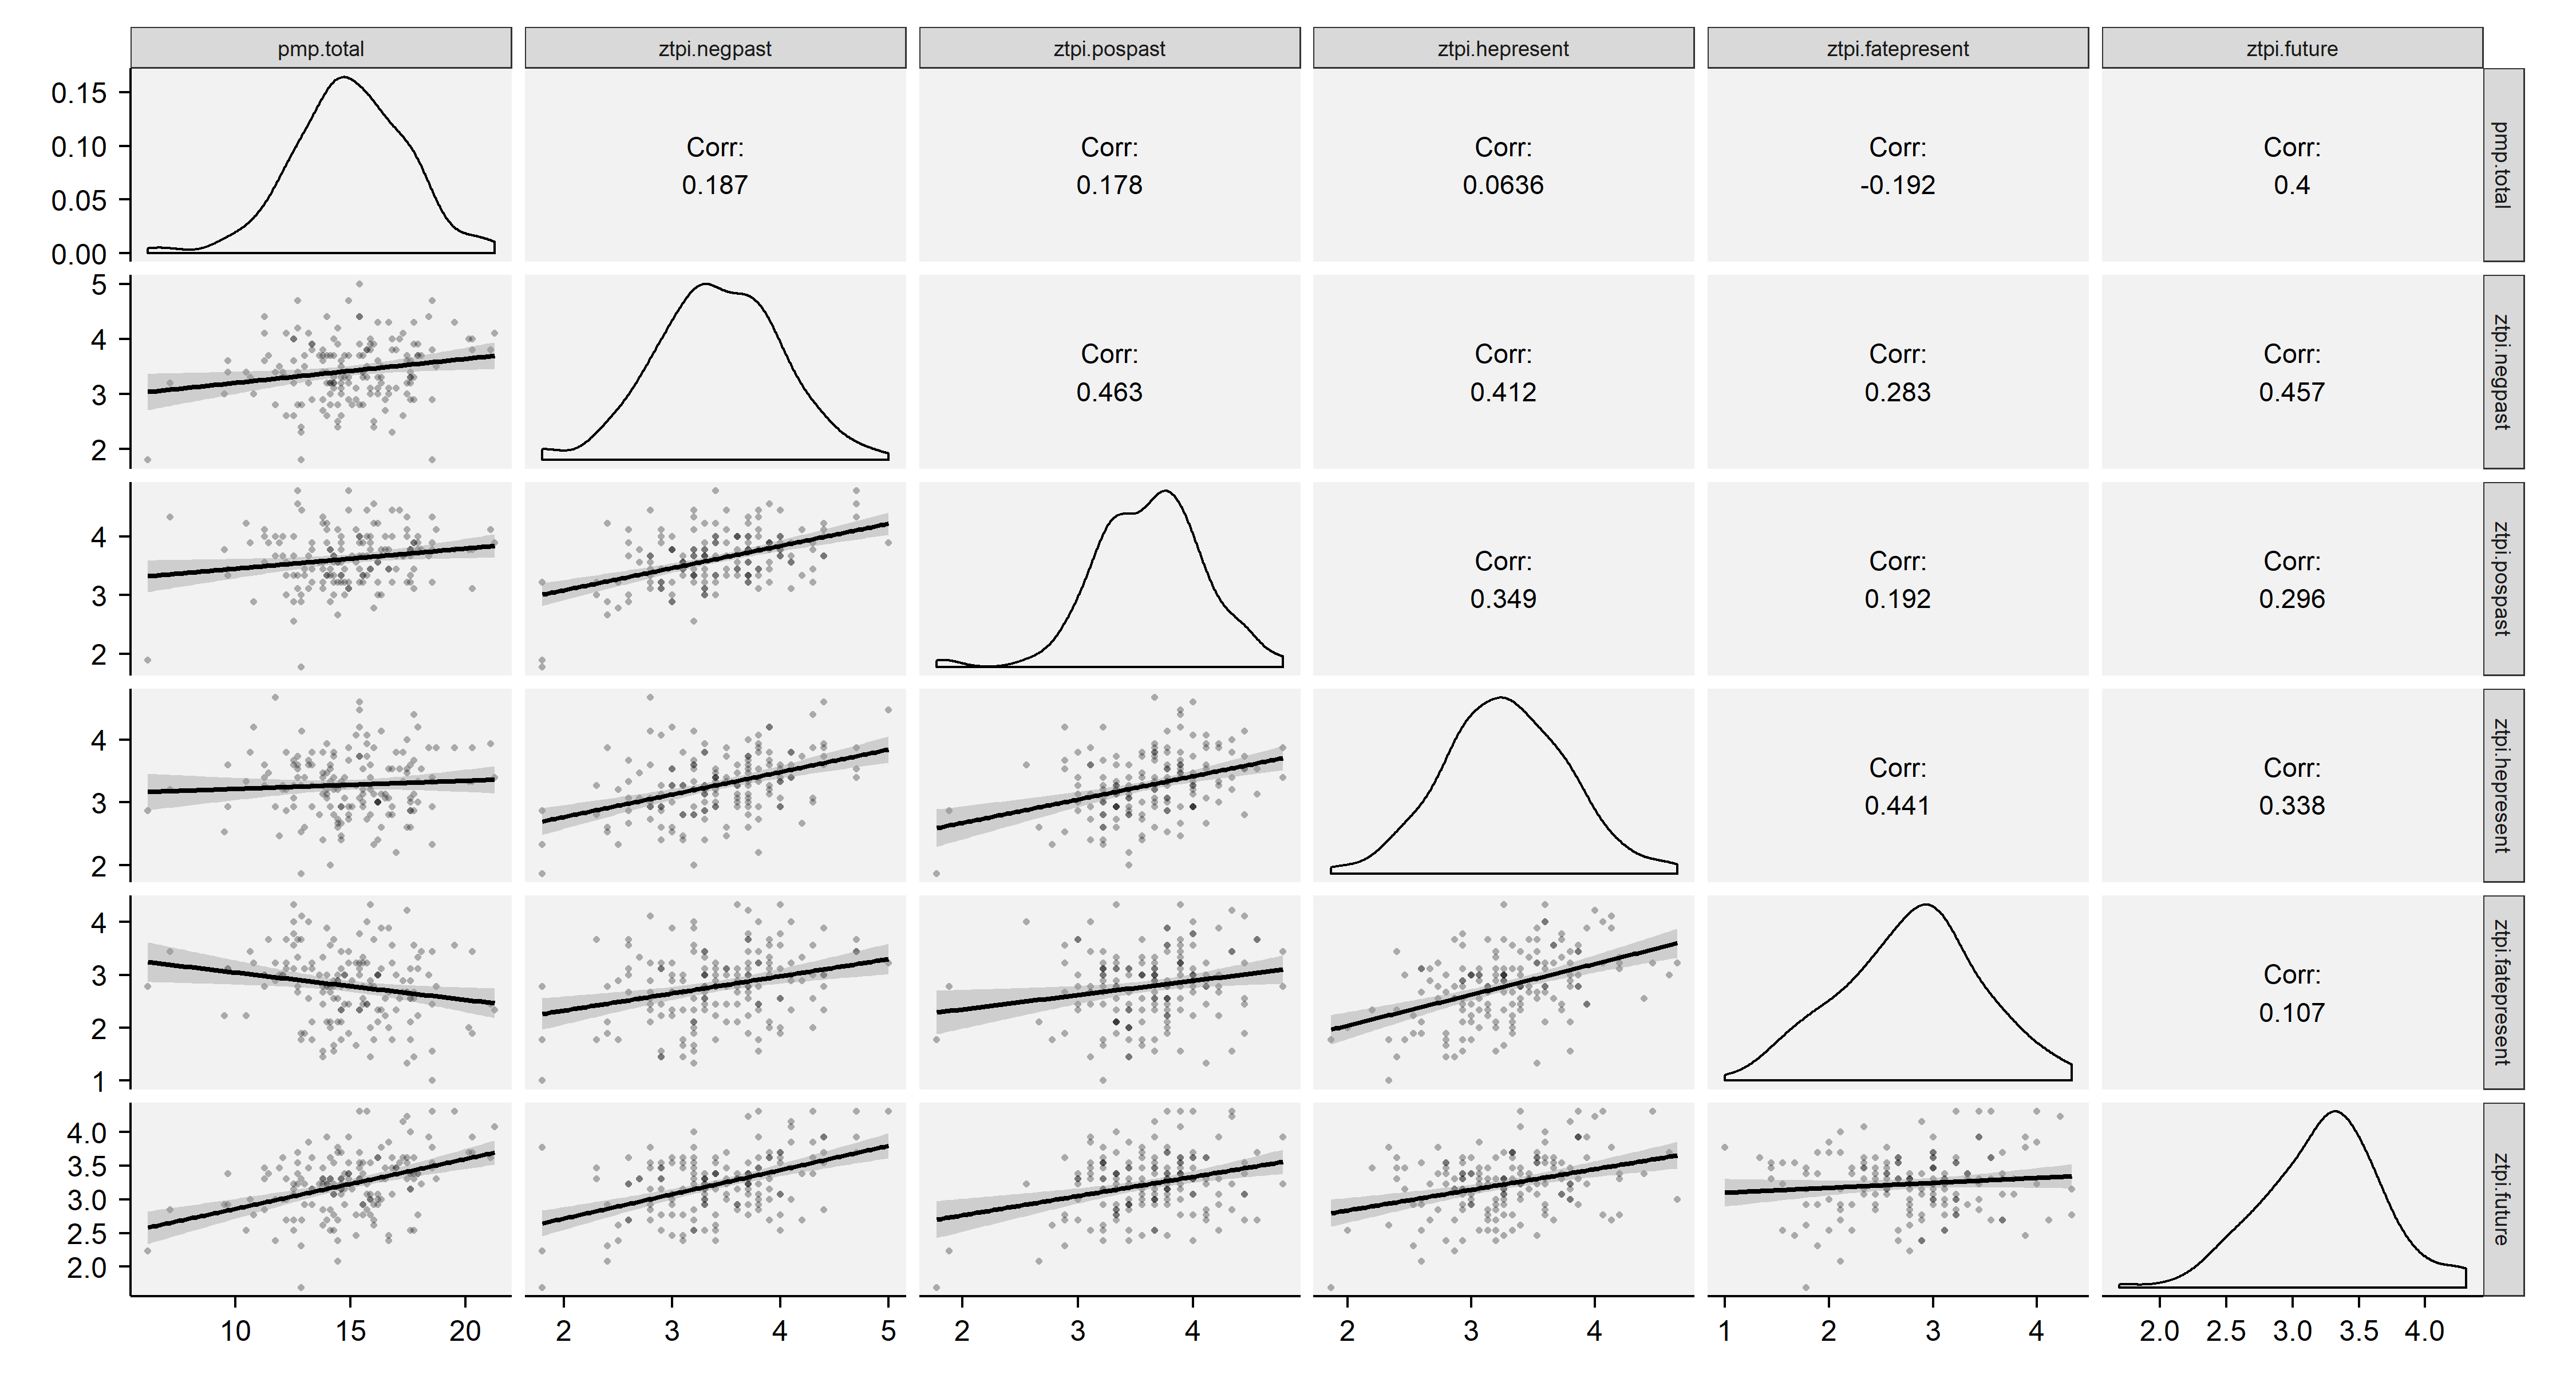 pmp.total ztpi.negpast ztpi.pospast ztpi.hepresent ztpi.fatepresent ztpi.future
0.15
0.10
0.05
0.00
Corr:
0.187
Corr:
0.178
Corr:
0.0636
Corr:
-0.192
Corr:
0.4
pmp.total
5
4
3
2
Corr:
0.463
Corr:
0.412
Corr:
0.283
Corr:
0.457
ztpi.negpast
4
3
2
Corr:
0.349
Corr:
0.192
Corr:
0.296
ztpi.pospast
4
3
2
Corr:
0.441
Corr:
0.338
ztpi.hepresent
4
3
2
1
Corr:
0.107
ztpi.fatepresent
4.0
3.5
3.0
2.5
2.0
ztpi.future
10 15 20 2 3 4 5 2 3 4 2 3 4 1 2 3 4 2.0 2.5 3.0 3.5 4.0